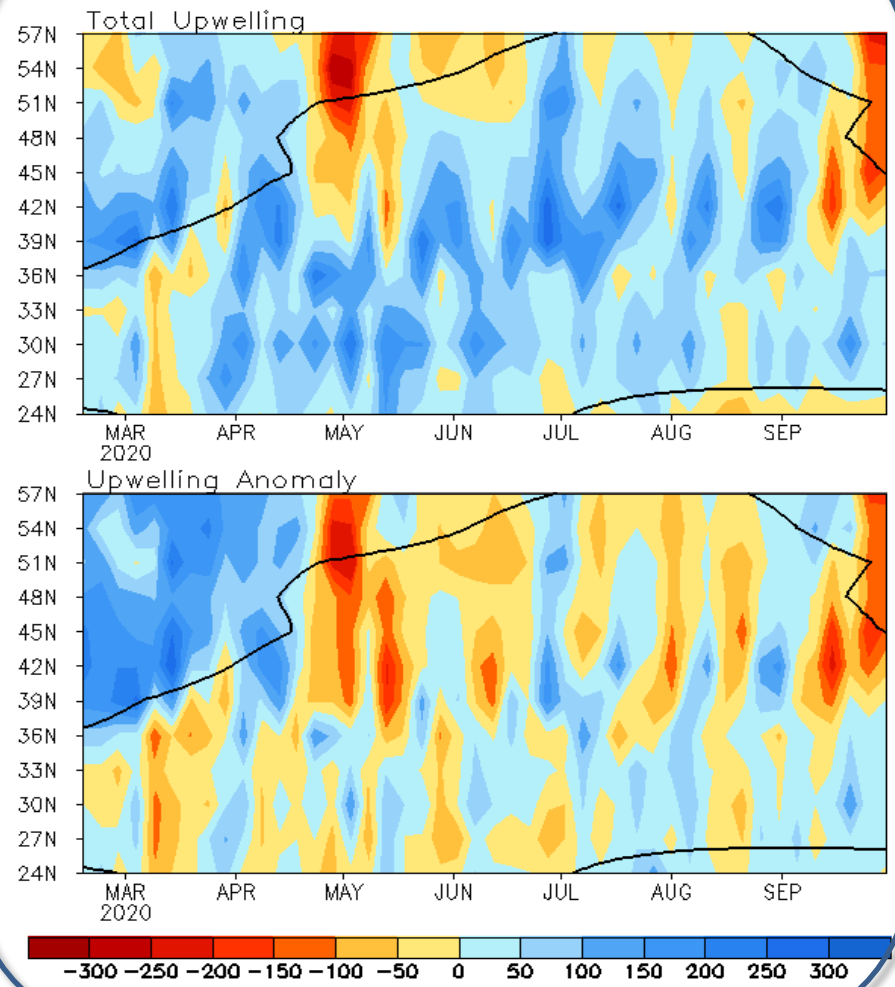 Total Upwelling
57N
54N
51N
48N
45N
42N
39N
36N
33N
30N
27N
24N
MAR APR MAY JUN JUL AUG SEP
2020
Upwelling Anomaly
57N
54N
51N
48N
45N
42N
39N
36N
33N
30N
27N
24N
MAR APR MAY JUN JUL AUG SEP
2020
-300 -250 -200 -150 -100 -50 0 50 100 150 200 250 300